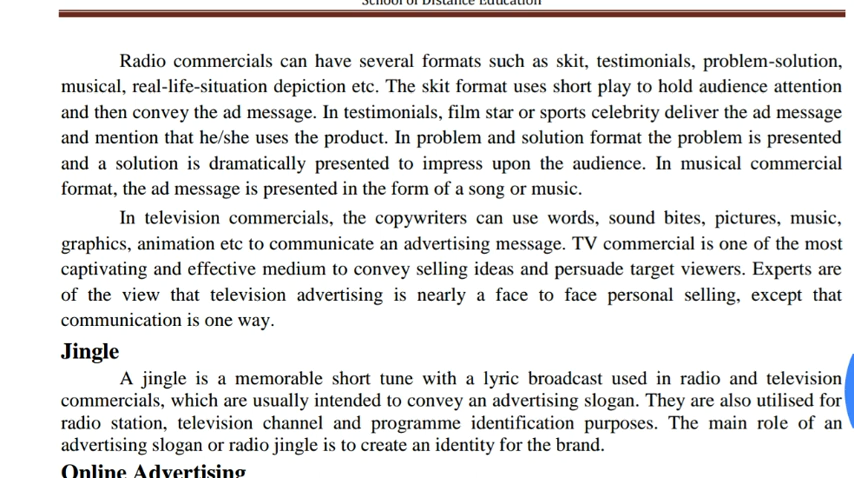 School of Distance Education
Radio commercials can have several formats such as skit, testimonials, problem-solution,
musical, real-life-situation depiction etc. The skit format uses short play to hold audience attention
and then convey the ad message. In testimonials, film star or sports celebrity deliver the ad message
and mention that he/she uses the product. In problem and solution format the problem is presented
and a solution is dramatically presented to impress upon the audience. In musical commercial
format, the ad message is presented in the form of a song or music.
In television commercials, the copywriters can use words, sound bites, pictures, music,
graphics, animation etc to communicate an advertising message. TV commercial is one of the most
captivating and effective medium to convey selling ideas and persuade target viewers. Experts are
of the view that television advertising is nearly a face to face personal selling, except that
communication is one way.
Jingle
A jingle is a memorable short tune with a lyric broadcast used in radio and television
commercials, which are usually intended to convey an advertising slogan. They are also utilised for
radio station, television channel and programme identification purposes. The main role of an
advertising slogan or radio jingle is to create an identity for the brand.
Online Advertising